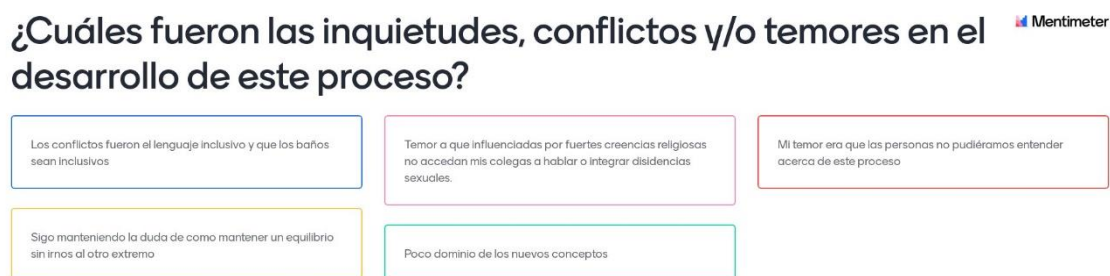 ¿Cuáles fueron las inquietudes, conflictos y/o temores en el
desarrollo de este proceso?
Mentimeter
Los conflictos fueron el lenguaje inclusivo y que los baños
sean inclusivos
Temor a que influenciadas por fuertes creencias religiosas
no accedan mis colegas a hablar o integrar disidencias
sexuales.
Mi temor era que las personas no pudiéramos entender
acerca de este proceso
Sigo manteniendo la duda de como mantener un equilibrio
sin irnos al otro extremo
Poco dominio de los nuevos conceptos